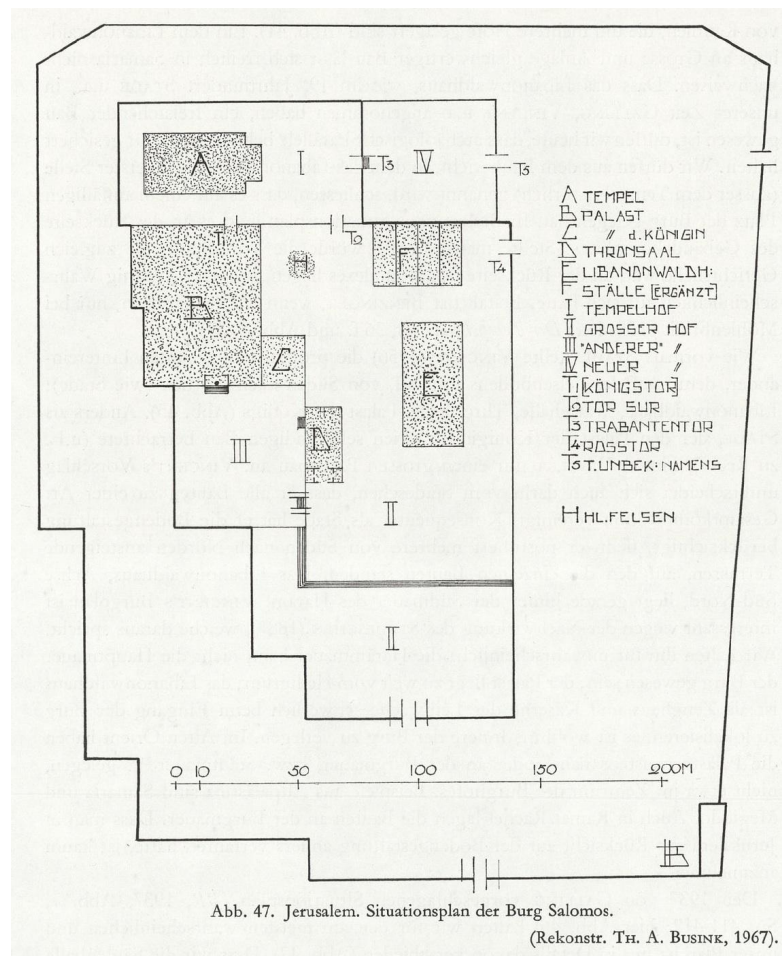 A I T3 IV T5
T1 T2 H F T4
B C D E
III II
II
A TEMPEL
B PALAST
C 〃 d. KÖNIGIN
D THRONSAAL
E LIBANONWALDH:
F STÄLLE [ERGÄNZT]
I TEMPELHOF
II GROSSER HOF
III "ANDERER" 〃
IV NEUER 〃
T1 [KÖNIGSTOR]
T2 TOR SUR
T3 TRABANTENTOR
T4 ROSSTOR
T5 T. UNBEK: NAMENS
H HL. FELSEN
0 10 50 100 150 200M
Abb. 47. Jerusalem. Situationsplan der Burg Salomos.
(Rekonstr. TH. A. BUSINK, 1967).